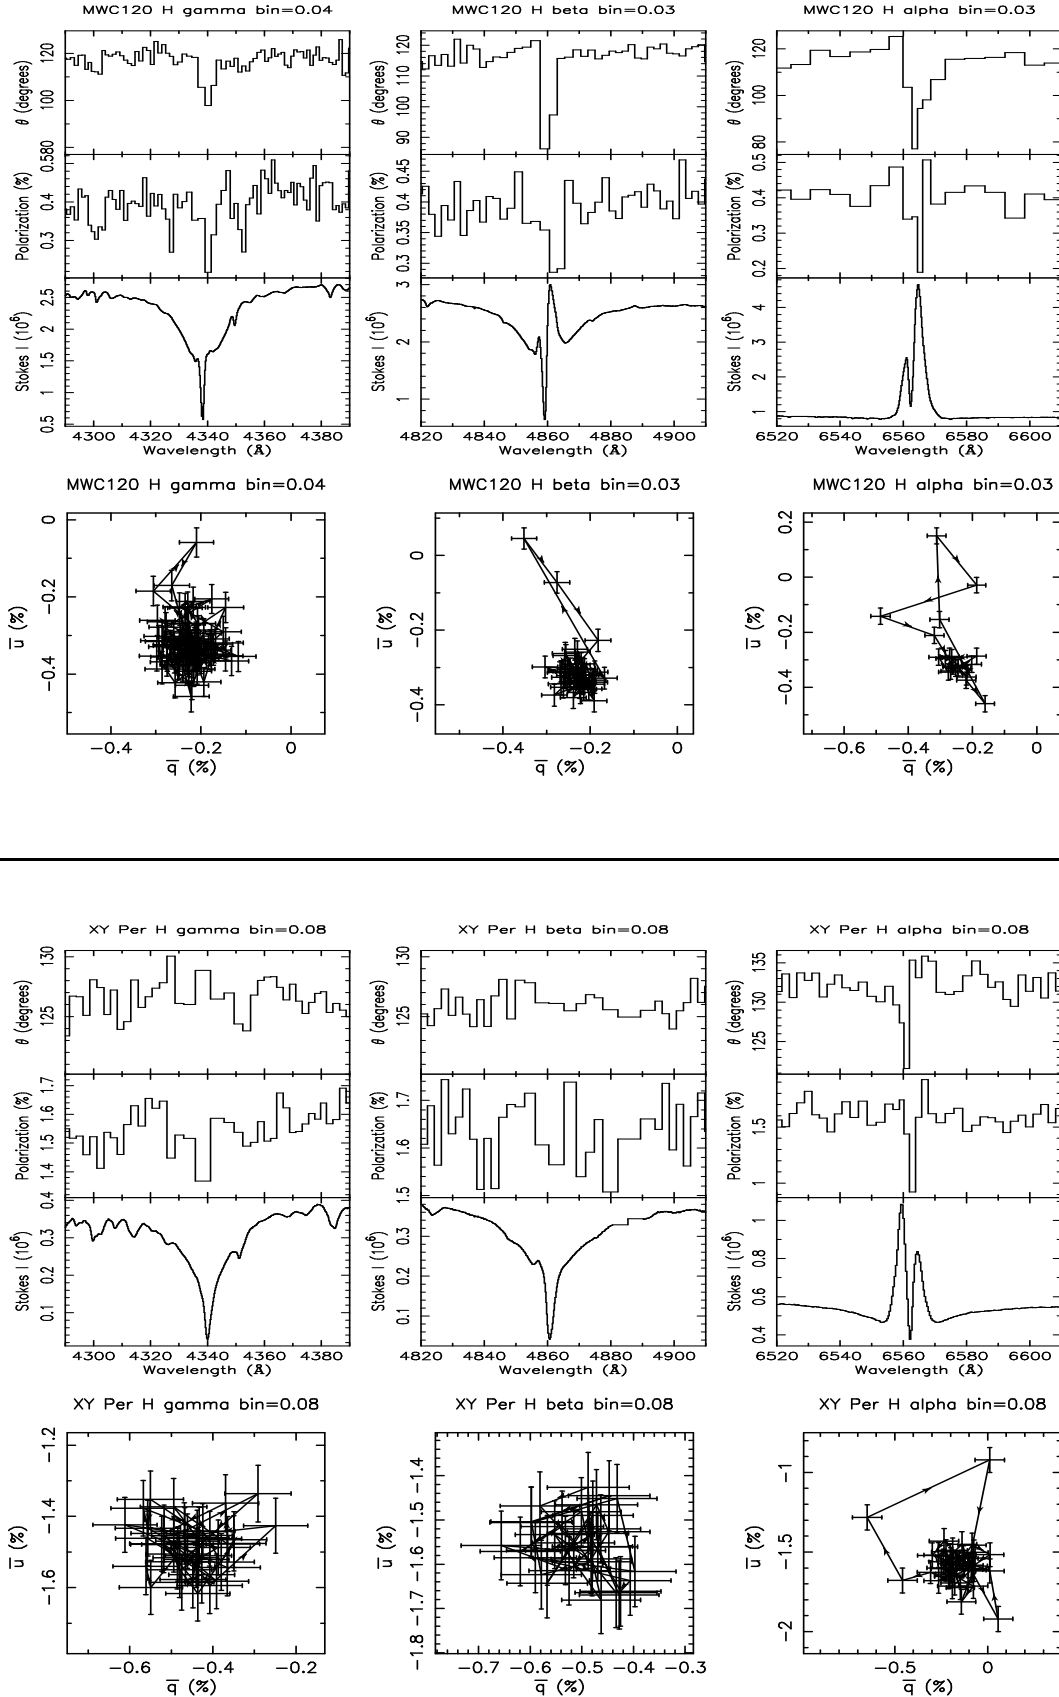 MWC120 H gamma bin=0.04
MWC120 H beta bin=0.03
MWC120 H alpha bin=0.03
θ (degrees)
80 100 120
θ (degrees)
90 100 110 120
θ (degrees)
80 100 120
Polarization (%)
0.3 0.4 0.5
Polarization (%)
0.3 0.35 0.4 0.45
Polarization (%)
0.2 0.3 0.4 0.5
Stokes I (10⁶)
0.5 1 1.5 2 2.5
Stokes I (10⁶)
1 2 3
Stokes I (10⁶)
1 2 3 4
4300 4320 4340 4360 4380
4820 4840 4860 4880 4900
6520 6540 6560 6580 6600
Wavelength (Å)
Wavelength (Å)
Wavelength (Å)
MWC120 H gamma bin=0.04
MWC120 H beta bin=0.03
MWC120 H alpha bin=0.03
u̅ (%)
0 −0.2 −0.4
u̅ (%)
0 −0.2 −0.4
u̅ (%)
0.2 0 −0.2 −0.4
−0.4 −0.2 0
−0.4 −0.2 0
−0.6 −0.4 −0.2 0
q̅ (%)
q̅ (%)
q̅ (%)
XY Per H gamma bin=0.08
XY Per H beta bin=0.08
XY Per H alpha bin=0.08
θ (degrees)
125 130
θ (degrees)
125 130
θ (degrees)
125 130 135
Polarization (%)
1.4 1.5 1.6 1.7
Polarization (%)
1.5 1.6 1.7
Polarization (%)
1 1.5
Stokes I (10⁶)
0.1 0.2 0.3 0.4
Stokes I (10⁶)
0.1 0.2 0.3
Stokes I (10⁶)
0.4 0.6 0.8 1
4300 4320 4340 4360 4380
4820 4840 4860 4880 4900
6520 6540 6560 6580 6600
Wavelength (Å)
Wavelength (Å)
Wavelength (Å)
XY Per H gamma bin=0.08
XY Per H beta bin=0.08
XY Per H alpha bin=0.08
u̅ (%)
−1.2 −1.4 −1.6
u̅ (%)
−1.4 −1.5 −1.6 −1.7 −1.8
u̅ (%)
−1 −1.5 −2
−0.6 −0.4 −0.2
−0.7 −0.6 −0.5 −0.4 −0.3
−0.5 0
q̅ (%)
q̅ (%)
q̅ (%)